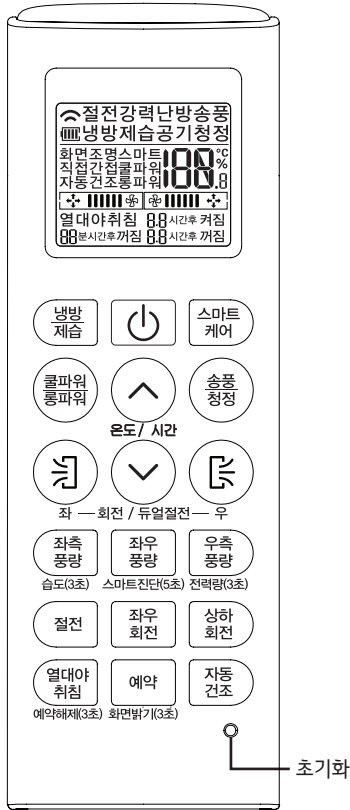 절전강력난방송풍
냉방제습공기청정
화면조명스마트
직접간접쿨파워
자동건조롱파워
188.8
℃
%
열대야취침 8.8 시간후 켜짐
88분시간후꺼짐 8.8 시간후 꺼짐
냉방
제습
스마트
케어
쿨파워
롱파워
송풍
청정
온도 / 시간
좌 — 회전 / 듀얼절전 — 우
좌측
풍량
좌우
풍량
우측
풍량
습도(3초) 스마트진단(5초) 전력량(3초)
절전
좌우
회전
상하
회전
열대야
취침
예약
자동
건조
예약해제(3초) 화면밝기(3초)
초기화